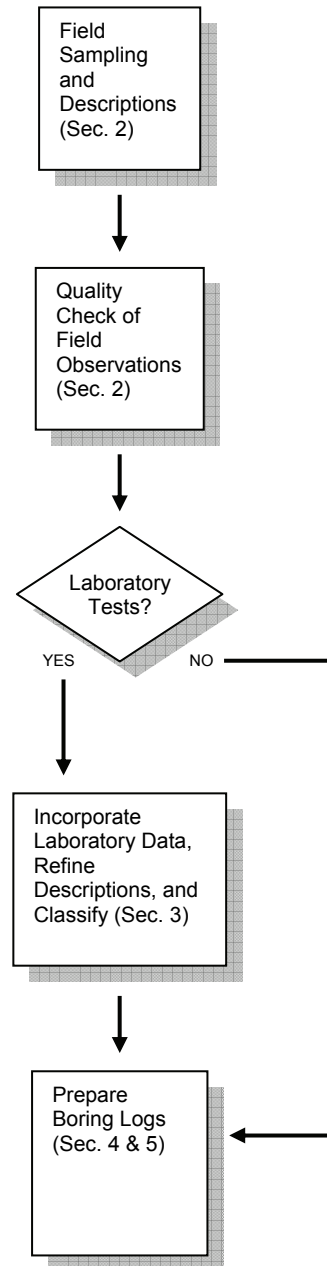 Field
Sampling
and
Descriptions
(Sec. 2)
Quality
Check of
Field
Observations
(Sec. 2)
Laboratory
Tests?
YES
NO
Incorporate
Laboratory Data,
Refine
Descriptions, and
Classify (Sec. 3)
Prepare
Boring Logs
(Sec. 4 & 5)